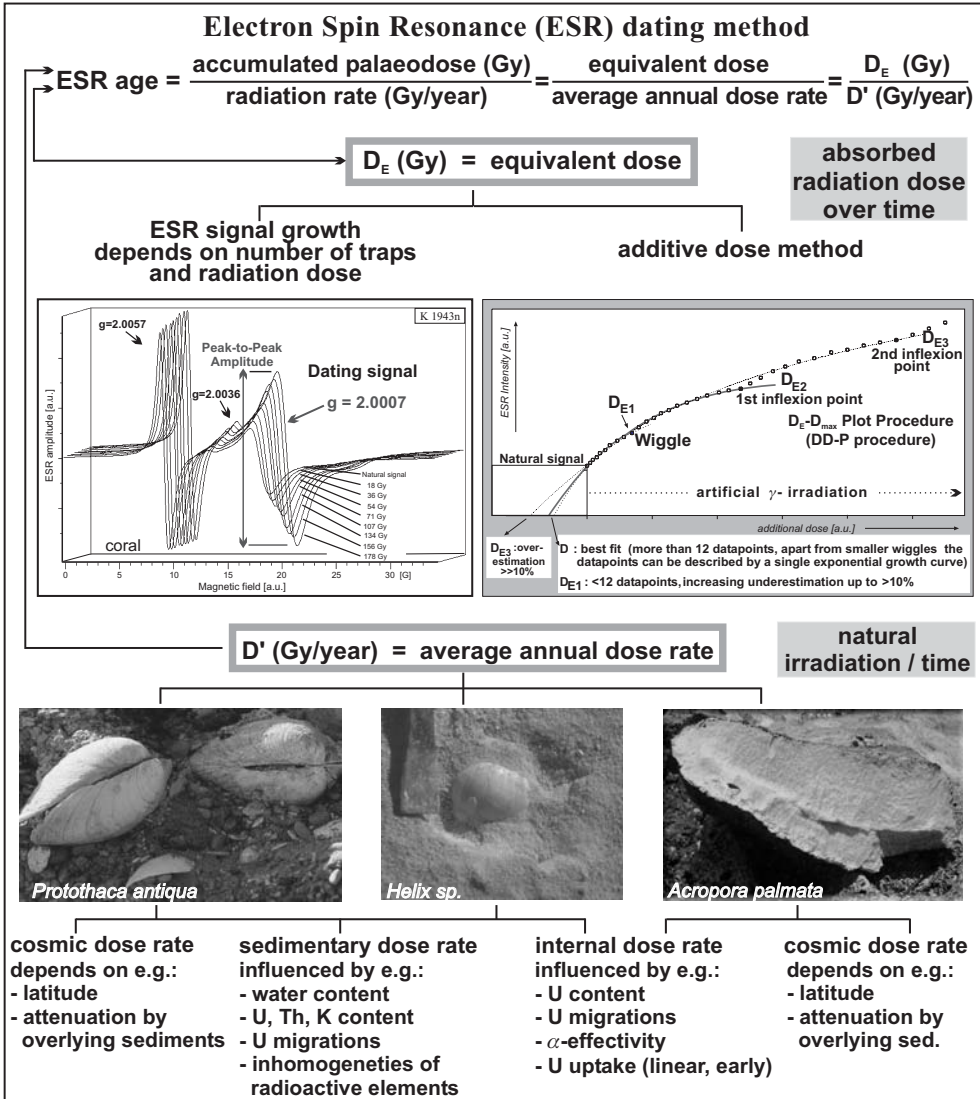 Electron Spin Resonance (ESR) dating method
ESR age = accumulated palaeodose (Gy) / radiation rate (Gy/year) = equivalent dose / average annual dose rate = DE (Gy) / D' (Gy/year)
DE (Gy) = equivalent dose
absorbed
radiation dose
over time
ESR signal growth
depends on number of traps
and radiation dose
additive dose method
K 1943n
g=2.0057
Peak-to-Peak
Amplitude
g=2.0036
Dating signal
g = 2.0007
ESR amplitude [a.u.]
Natural signal
18 Gy
36 Gy
54 Gy
71 Gy
107 Gy
134 Gy
156 Gy
178 Gy
coral
0 10 20 30 [G]
Magnetic field [a.u.]
ESR Intensity [a.u.]
DE3
2nd inflexion
point
DE2
1st inflexion point
DE1
Wiggle
DE-Dmax Plot Procedure
(DD-P procedure)
Natural signal
artificial γ- irradiation
additional dose [a.u.]
DE3 :over-
estimation
>>10%
D : best fit (more than 12 datapoints, apart from smaller wiggles the
datapoints can be described by a single exponential growth curve)
DE1 : <12 datapoints, increasing underestimation up to >10%
D' (Gy/year) = average annual dose rate
natural
irradiation / time
Protothaca antiqua
Helix sp.
Acropora palmata
cosmic dose rate
depends on e.g.:
- latitude
- attenuation by
overlying sediments
sedimentary dose rate
influenced by e.g.:
- water content
- U, Th, K content
- U migrations
- inhomogeneties of
radioactive elements
internal dose rate
influenced by e.g.:
- U content
- U migrations
- α-effectivity
- U uptake (linear, early)
cosmic dose rate
depends on e.g.:
- latitude
- attenuation by
overlying sed.